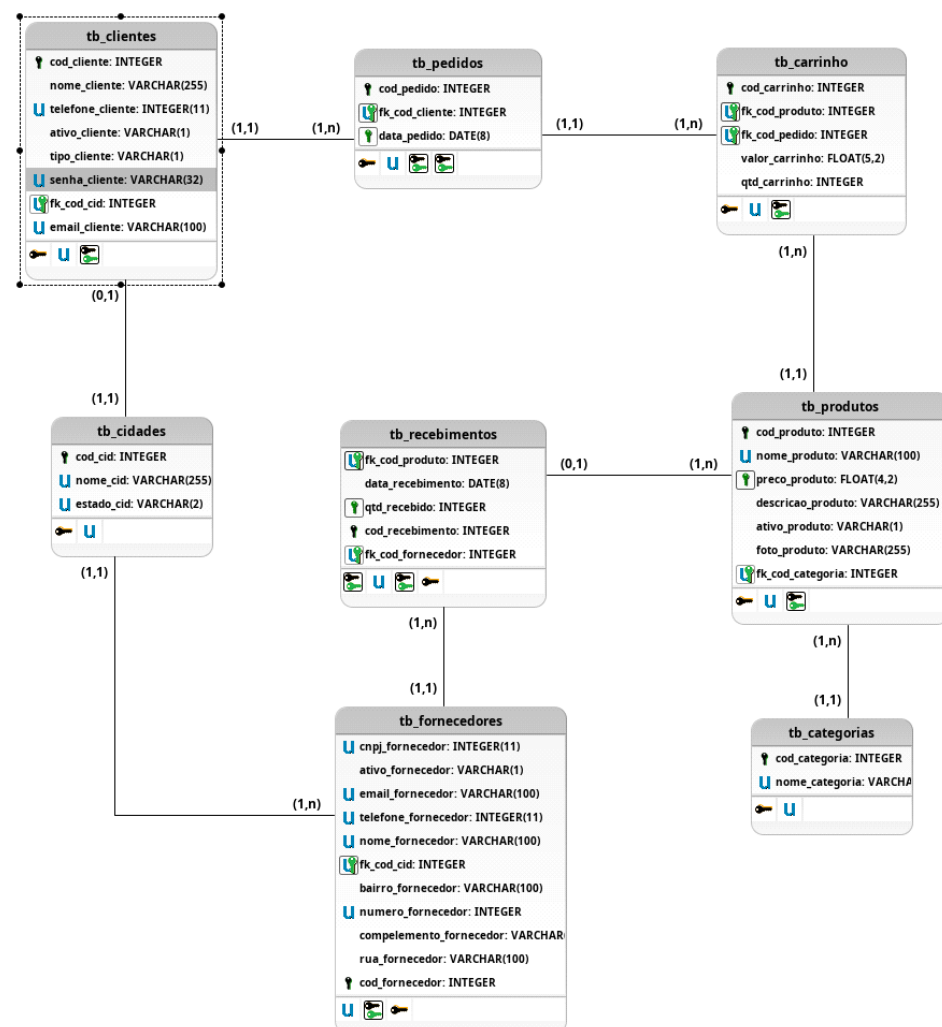 tb_clientes
cod_cliente: INTEGER
nome_cliente: VARCHAR(255)
telefone_cliente: INTEGER(11)
ativo_cliente: VARCHAR(1)
tipo_cliente: VARCHAR(1)
senha_cliente: VARCHAR(32)
fk_cod_cid: INTEGER
email_cliente: VARCHAR(100)
(1,1)
(1,n)
tb_pedidos
cod_pedido: INTEGER
fk_cod_cliente: INTEGER
data_pedido: DATE(8)
(1,1)
(1,n)
tb_carrinho
cod_carrinho: INTEGER
fk_cod_produto: INTEGER
fk_cod_pedido: INTEGER
valor_carrinho: FLOAT(5,2)
qtd_carrinho: INTEGER
(1,n)
(1,1)
(0,1)
(1,1)
tb_cidades
cod_cid: INTEGER
nome_cid: VARCHAR(255)
estado_cid: VARCHAR(2)
(1,1)
(1,n)
tb_recebimentos
fk_cod_produto: INTEGER
data_recebimento: DATE(8)
qtd_recebido: INTEGER
cod_recebimento: INTEGER
fk_cod_fornecedor: INTEGER
(0,1)
(1,n)
tb_produtos
cod_produto: INTEGER
nome_produto: VARCHAR(100)
preco_produto: FLOAT(4,2)
descricao_produto: VARCHAR(255)
ativo_produto: VARCHAR(1)
foto_produto: VARCHAR(255)
fk_cod_categoria: INTEGER
(1,n)
(1,1)
(1,n)
(1,1)
tb_fornecedores
cnpj_fornecedor: INTEGER(11)
ativo_fornecedor: VARCHAR(1)
email_fornecedor: VARCHAR(100)
telefone_fornecedor: INTEGER(11)
nome_fornecedor: VARCHAR(100)
fk_cod_cid: INTEGER
bairro_fornecedor: VARCHAR(100)
numero_fornecedor: INTEGER
compelemento_fornecedor: VARCHAR(
rua_fornecedor: VARCHAR(100)
cod_fornecedor: INTEGER
tb_categorias
cod_categoria: INTEGER
nome_categoria: VARCHA